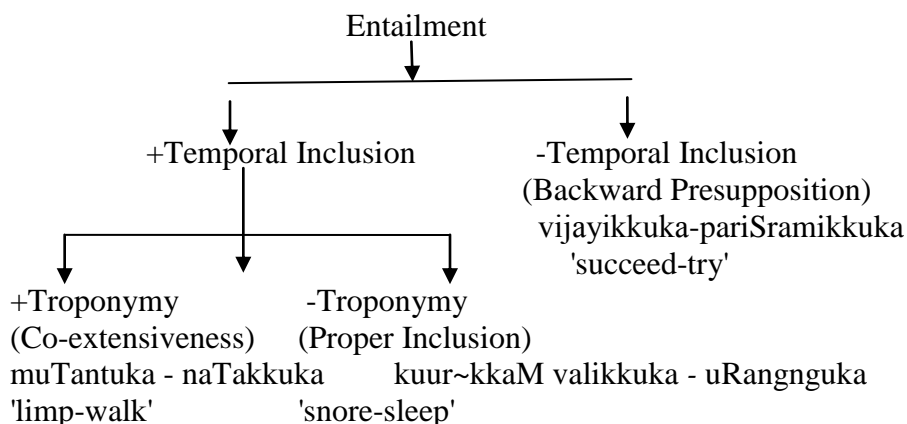 Entailment
+Temporal Inclusion -Temporal Inclusion
(Backward Presupposition)
vijayikkuka-pariSramikkuka
'succeed-try'
+Troponymy -Troponymy
(Co-extensiveness) (Proper Inclusion)
muTantuka - naTakkuka kuur~kkaM valikkuka - uRangnguka
'limp-walk' 'snore-sleep'